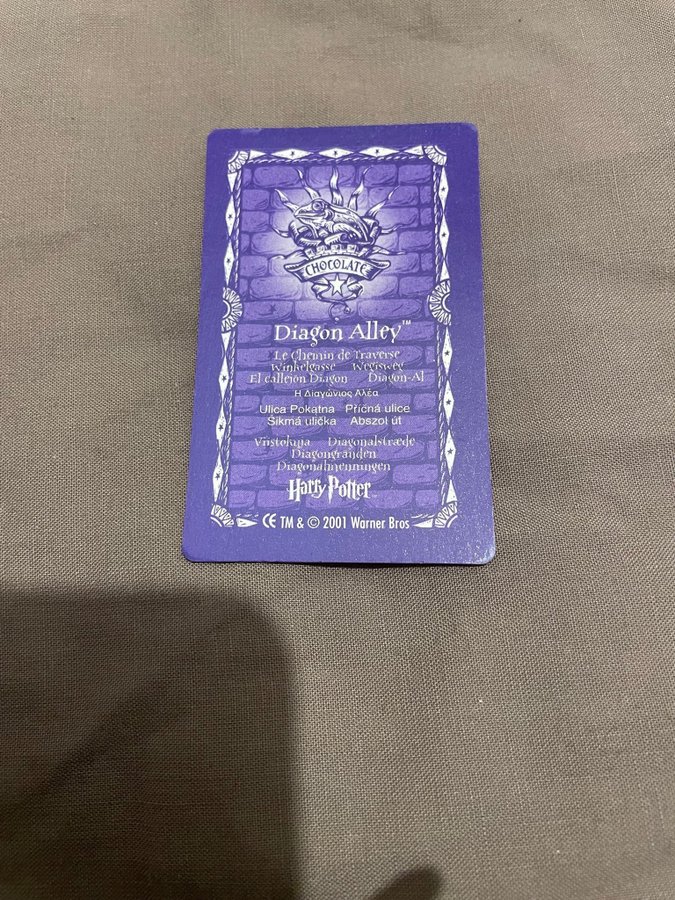 CHOCOLATE
Diagon Alley™
Le Chemin de Traverse
Winkelgasse Wegisweg
El callejón Diagon Diagon-Al
Η Διαγώνιος Αλέα
Ulica Pokątna Příčná ulice
Šikmá ulička Abszol út
Viistokuja Diagonalstræde
Diagongränden
Diagonalmenningen
Harry Potter™
CE TM & © 2001 Warner Bros